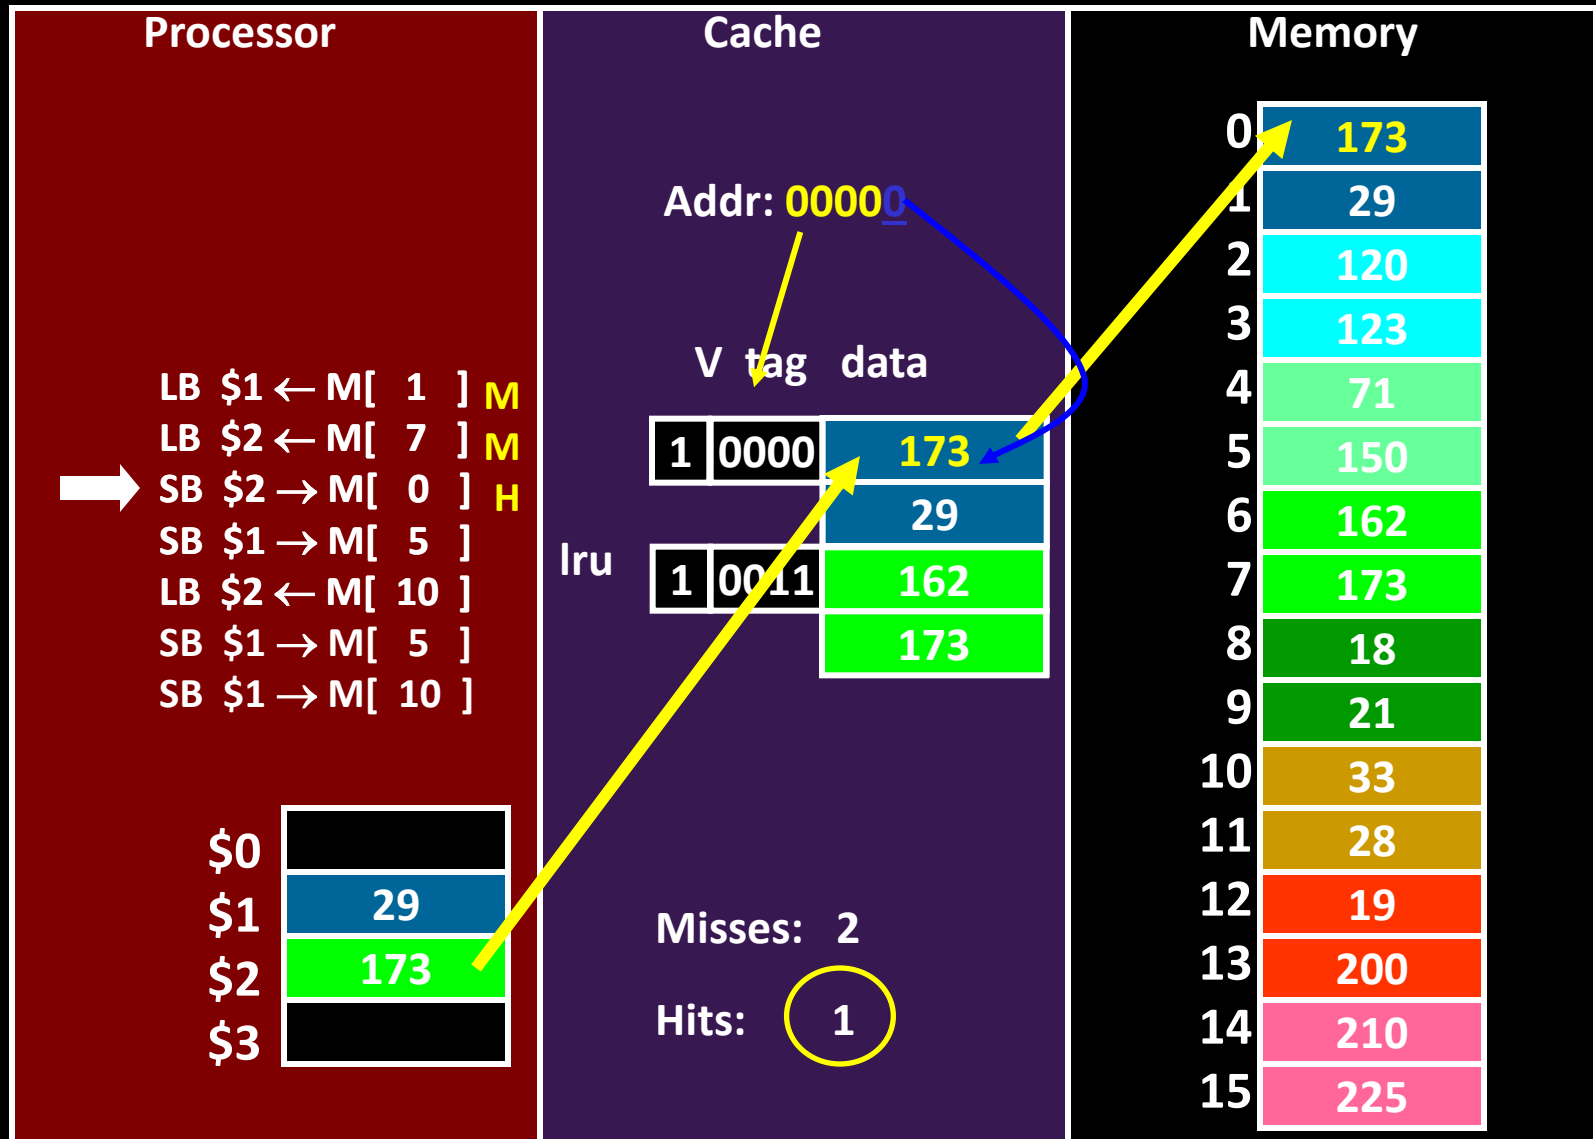 Processor
LB $1 ← M[ 1 ] M
LB $2 ← M[ 7 ] M
SB $2 → M[ 0 ] H
SB $1 → M[ 5 ]
LB $2 ← M[ 10 ]
SB $1 → M[ 5 ]
SB $1 → M[ 10 ]
$0
$1 29
$2 173
$3
Cache
Addr: 00000
V tag data
1 0000 173
29
lru 1 0011 162
173
Misses: 2
Hits: 1
Memory
0 173
1 29
2 120
3 123
4 71
5 150
6 162
7 173
8 18
9 21
10 33
11 28
12 19
13 200
14 210
15 225